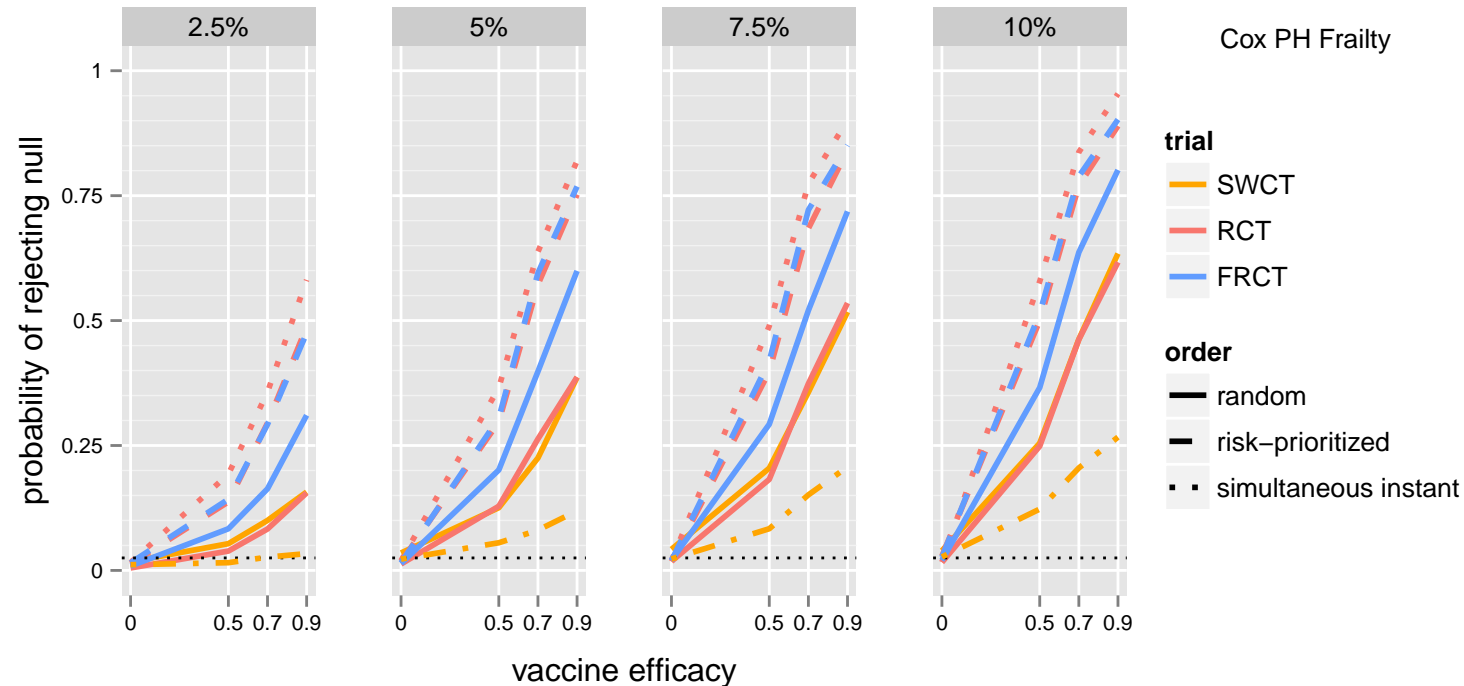 2.5%
5%
7.5%
10%
Cox PH Frailty
probability of rejecting null
1
0.75
0.5
0.25
0
0 0.5 0.7 0.9
0 0.5 0.7 0.9
0 0.5 0.7 0.9
0 0.5 0.7 0.9
vaccine efficacy
trial
SWCT
RCT
FRCT
order
random
risk−prioritized
simultaneous instant